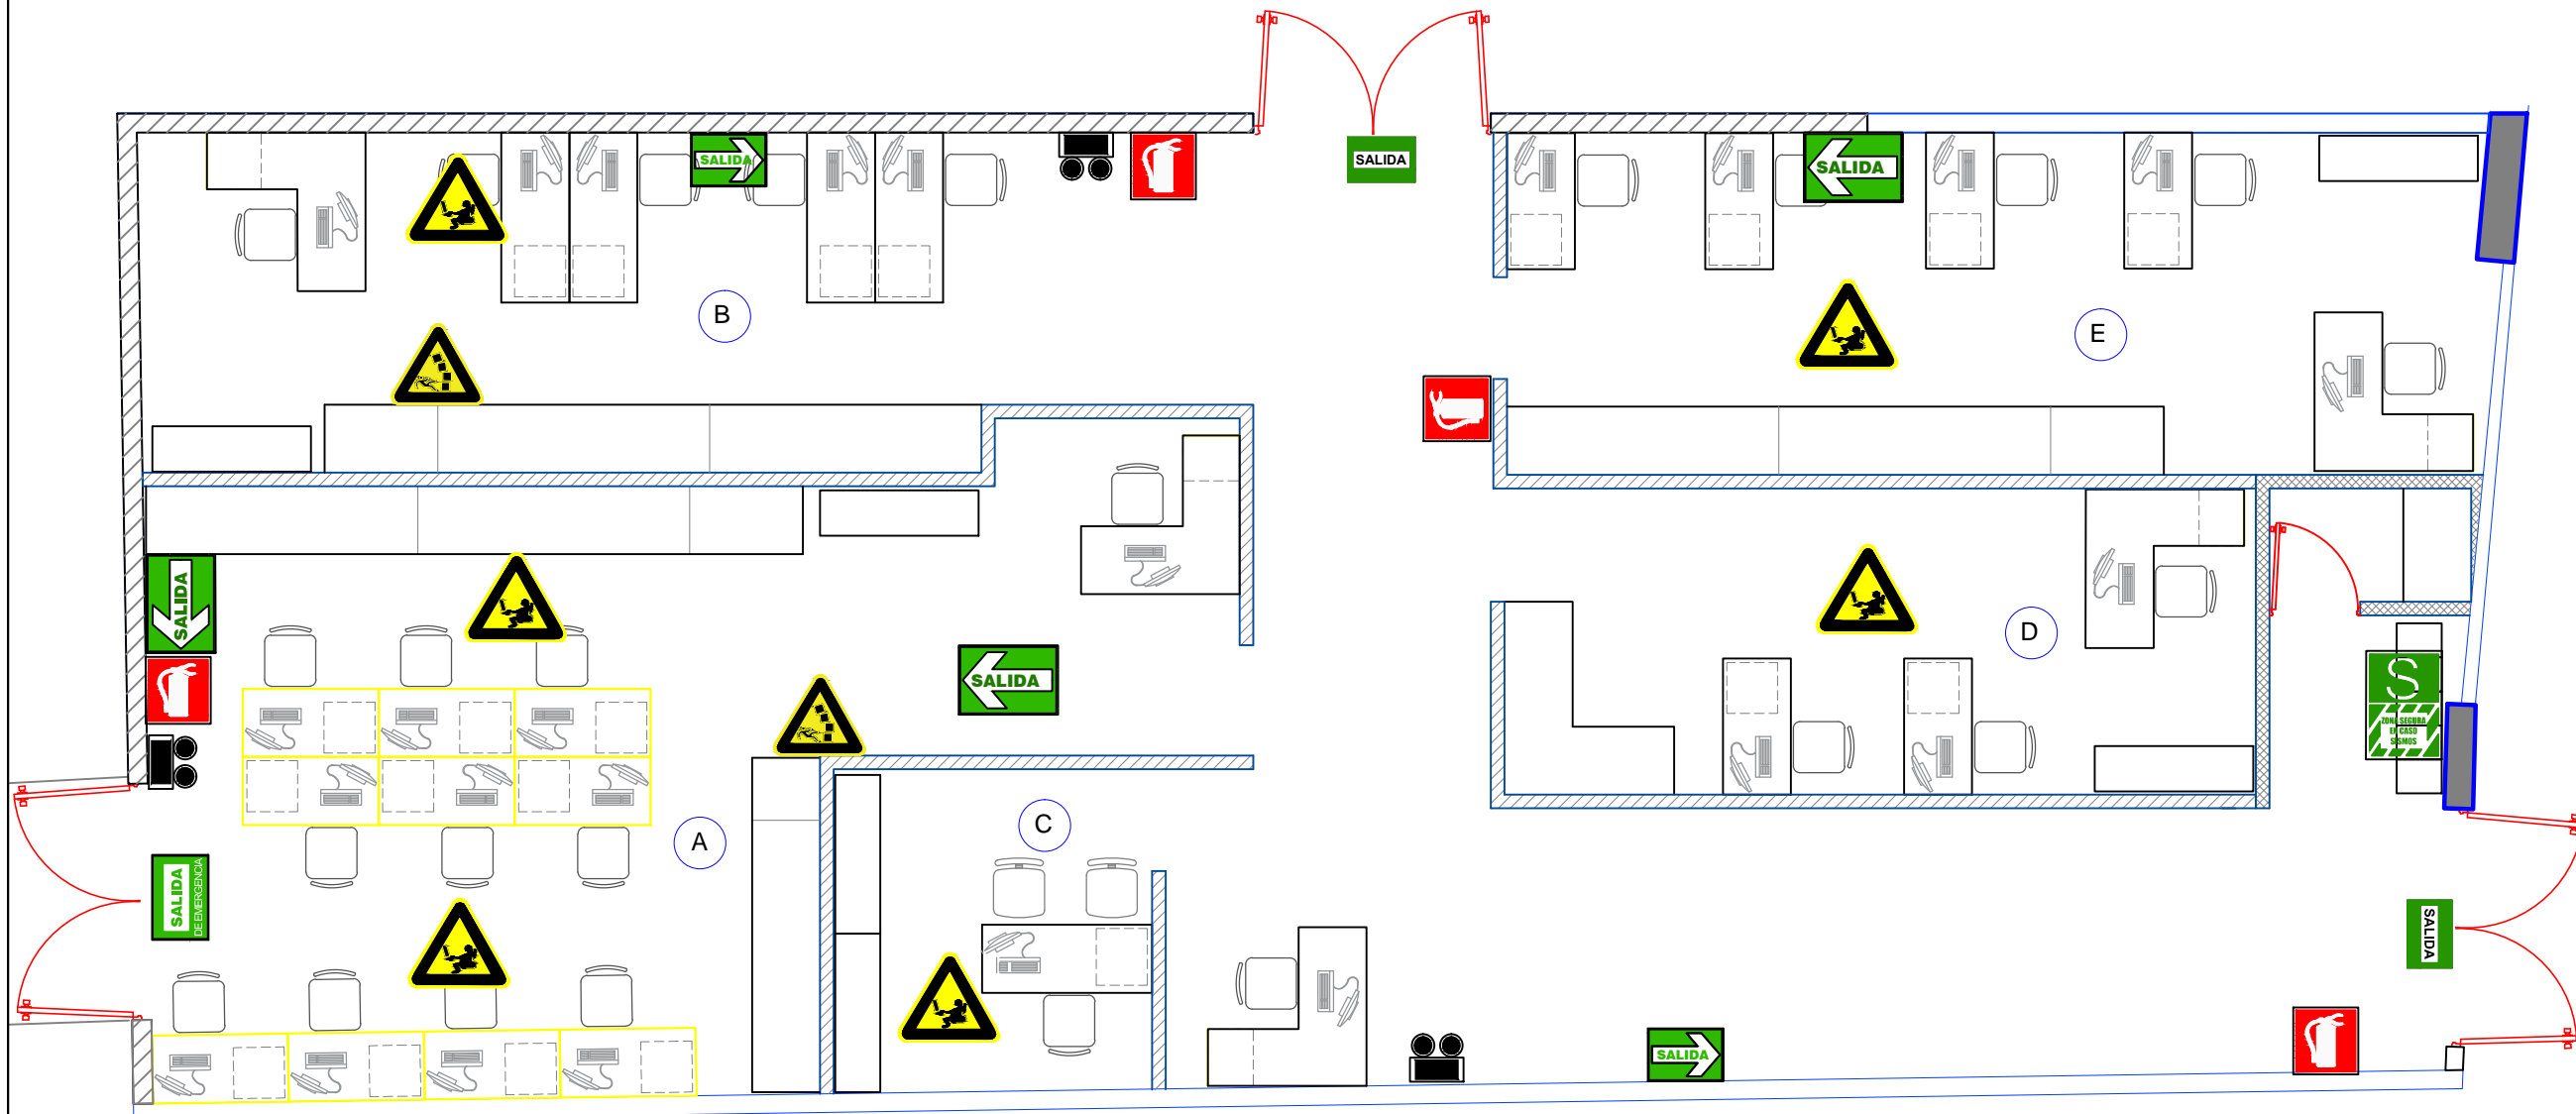 SALIDA
SALIDA
SALIDA
B
E
SALIDA
SALIDA
D
S
ZONA SEGURA
EN CASO
SISMOS
A
C
SALIDA
DE EMERGENCIA
SALIDA
SALIDA